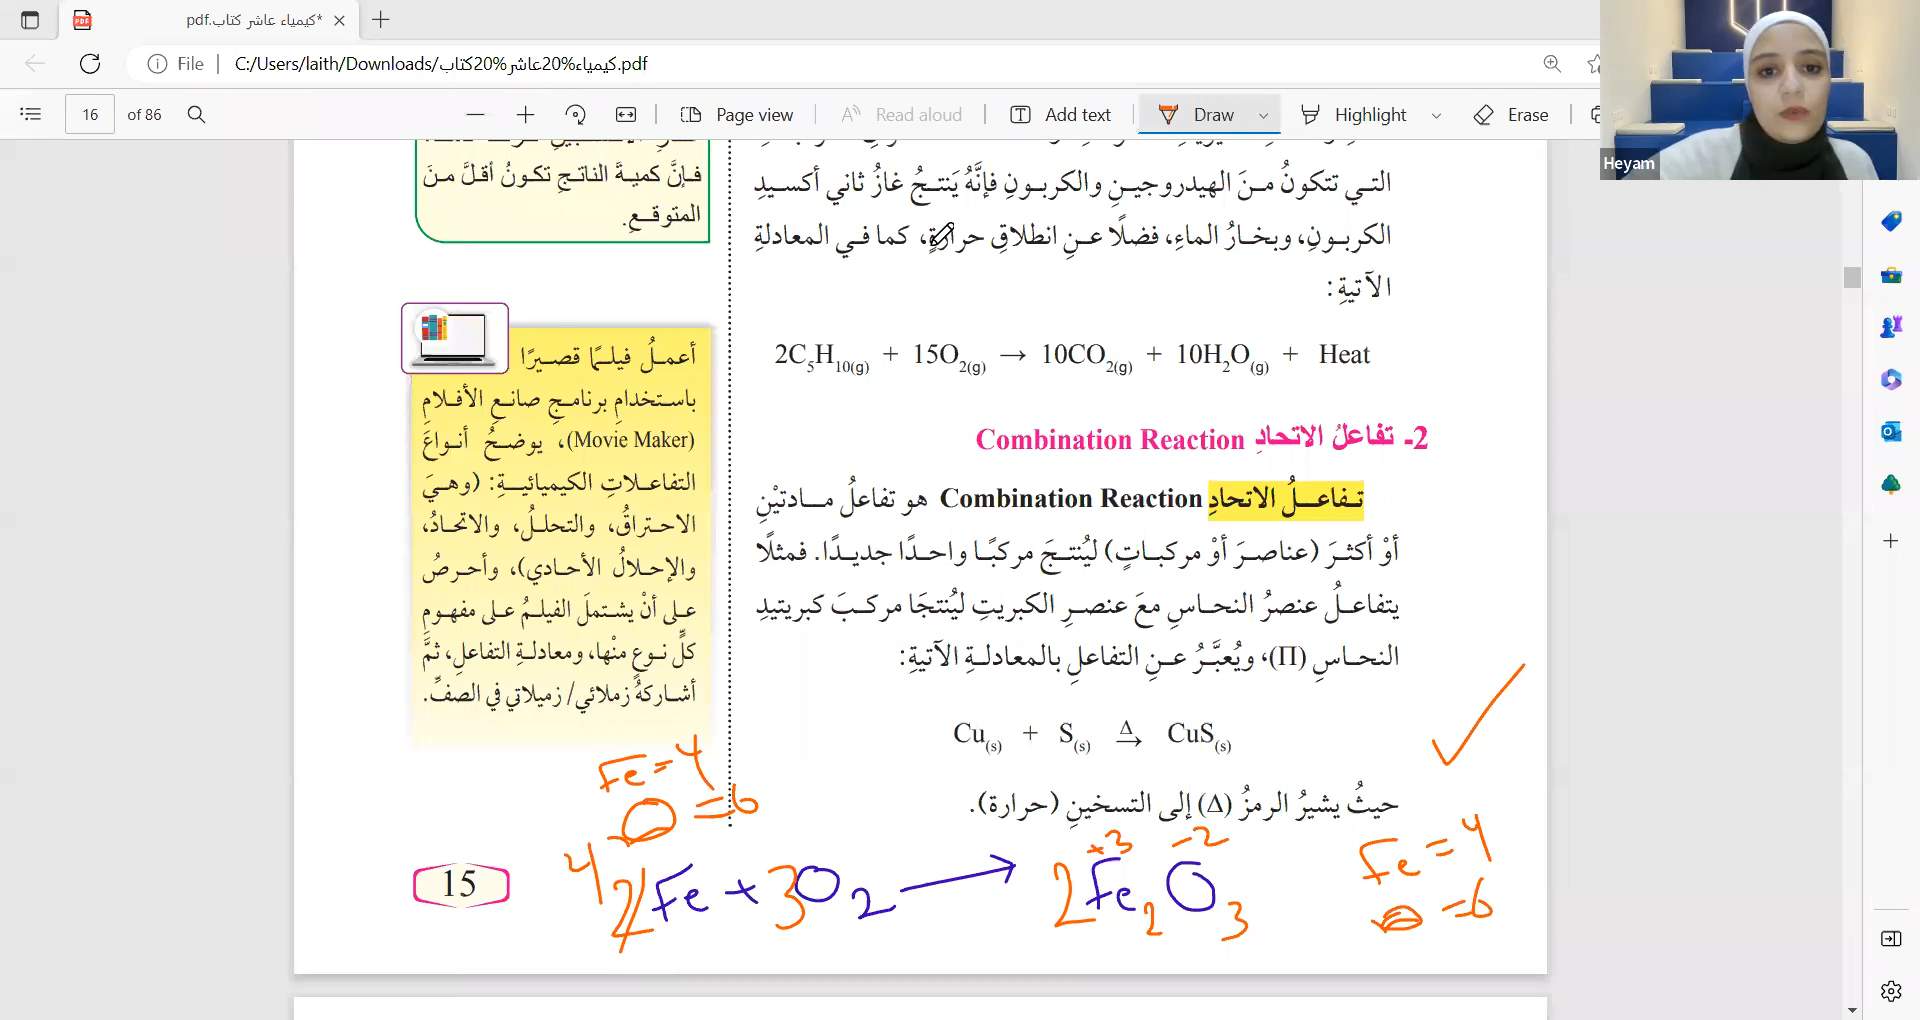 كيمياء عاشر كتاب.pdf*
File
C:/Users/laith/Downloads/كيمياء%20عاشر%20كتاب.pdf
16 of 86
Page view
Read aloud
Add text
Draw
Highlight
Erase
Heyam
التي تتكونُ منَ الهيدروجينِ والكربونِ فإنَّهُ يَنتجُ غازُ ثاني أكسيدِ
الكربونِ، وبخارُ الماءِ، فضلًا عنِ انطلاقِ حرارةٍ، كما في المعادلةِ
الآتيةِ:
2C5H10(g) + 15O2(g) → 10CO2(g) + 10H2O(g) + Heat
2- تفاعلُ الاتحادِ Combination Reaction
تفاعلُ الاتحادِ Combination Reaction هو تفاعلُ مادتيْنِ
أوْ أكثرَ (عناصرَ أوْ مركباتٍ) ليُنتجَ مركبًا واحدًا جديدًا. فمثلًا
يتفاعلُ عنصرُ النحاسِ معَ عنصرِ الكبريتِ ليُنتجَا مركبَ كبريتيدِ
النحاسِ (II)، ويُعبَّرُ عنِ التفاعلِ بالمعادلةِ الآتيةِ:
Cu(s) + S(s) Δ→ CuS(s)
حيثُ يشيرُ الرمزُ (Δ) إلى التسخينِ (حرارة).
فإنَّ كميةَ الناتجِ تكونُ أقلَّ منَ
المتوقعِ.
أعملُ فيلمًا قصيرًا
باستخدامِ برنامجِ صانعِ الأفلامِ
(Movie Maker)، يوضحُ أنواعَ
التفاعلاتِ الكيميائيةِ: (وهيَ
الاحتراقُ، والتحللُ، والاتحادُ،
والإحلالُ الأحادي)، وأحرصُ
على أنْ يشتملَ الفيلمُ على مفهومِ
كلِّ نوعٍ منْها، ومعادلةِ التفاعلِ، ثمَّ
أشاركهُ زملائي/ زميلاتي في الصفِّ.
Fe = 4
O = 6
+3 -2
4 2 Fe + 3O2 → 2Fe2O3
Fe = 4
O = 6
15